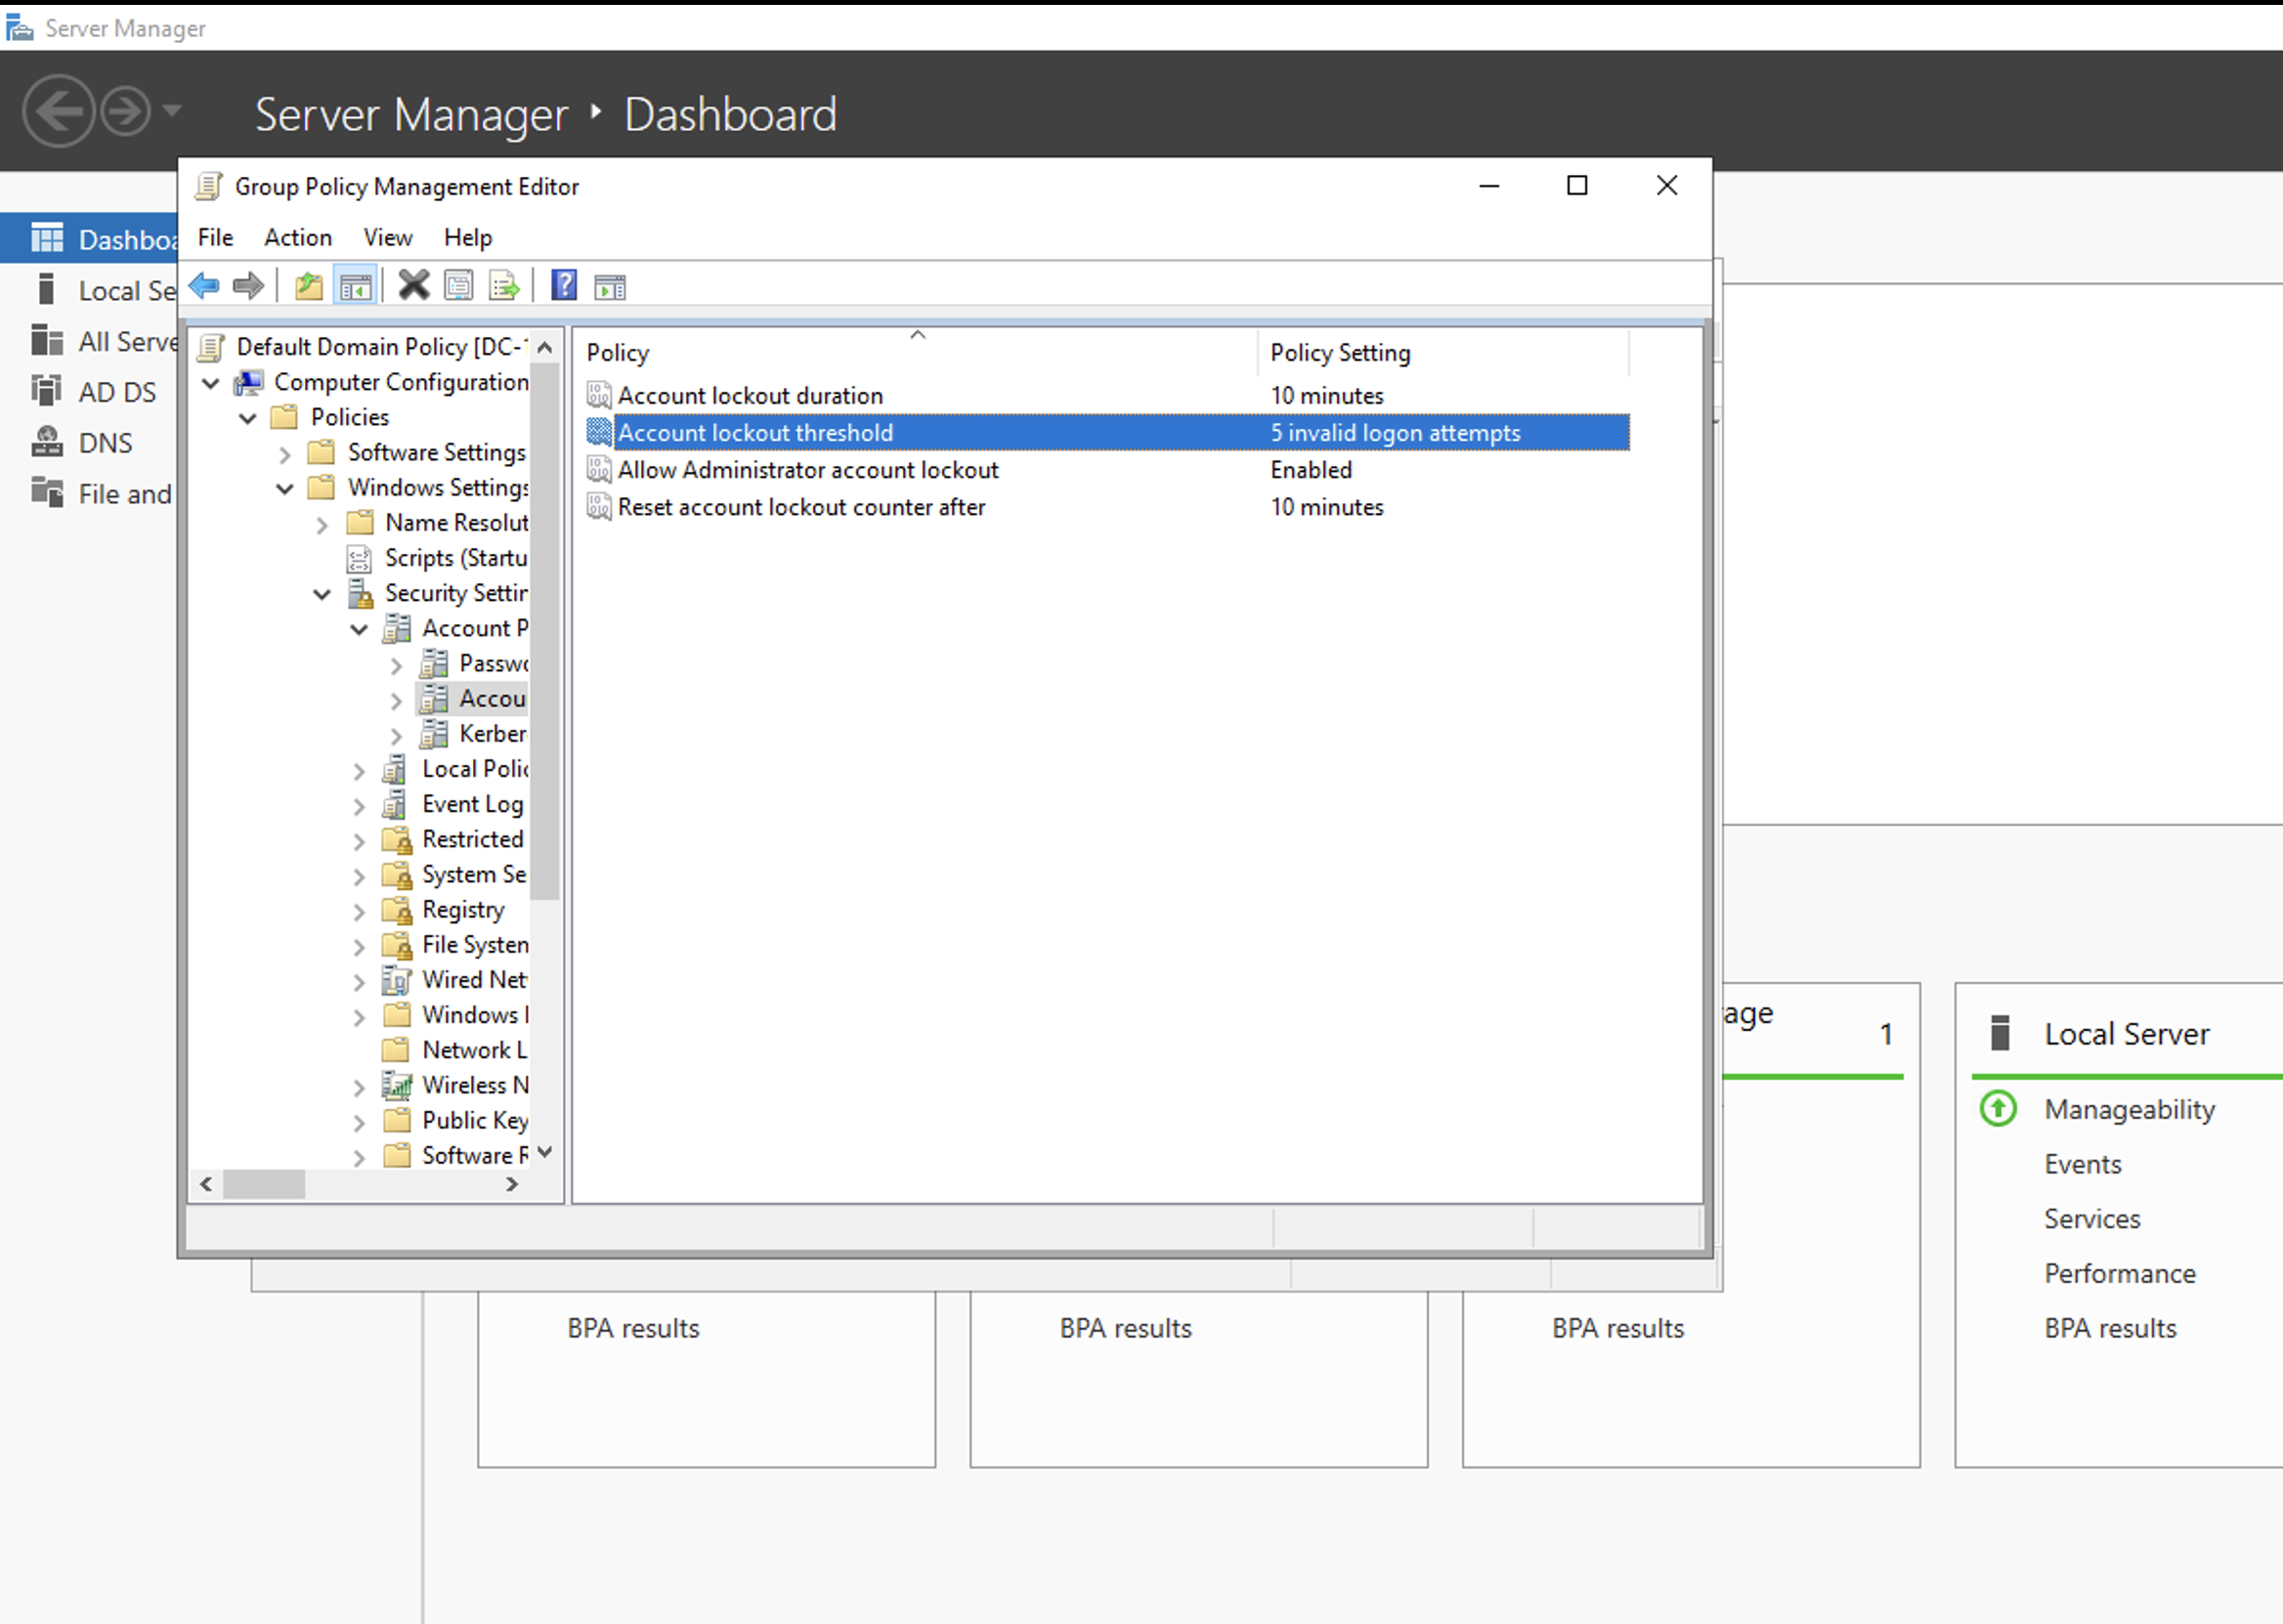 Server Manager
Server Manager ‣ Dashboard
Group Policy Management Editor
File Action View Help
Dashboa
Local Se
All Serve
AD DS
DNS
File and
Default Domain Policy [DC-1
Computer Configuration
Policies
Software Settings
Windows Settings
Name Resolut
Scripts (Startu
Security Settin
Account P
Passwo
Accou
Kerber
Local Polic
Event Log
Restricted
System Se
Registry
File System
Wired Net
Windows
Network L
Wireless N
Public Key
Software R
Policy Policy Setting
Account lockout duration 10 minutes
Account lockout threshold 5 invalid logon attempts
Allow Administrator account lockout Enabled
Reset account lockout counter after 10 minutes
age 1
Local Server
Manageability
Events
Services
Performance
BPA results BPA results BPA results BPA results